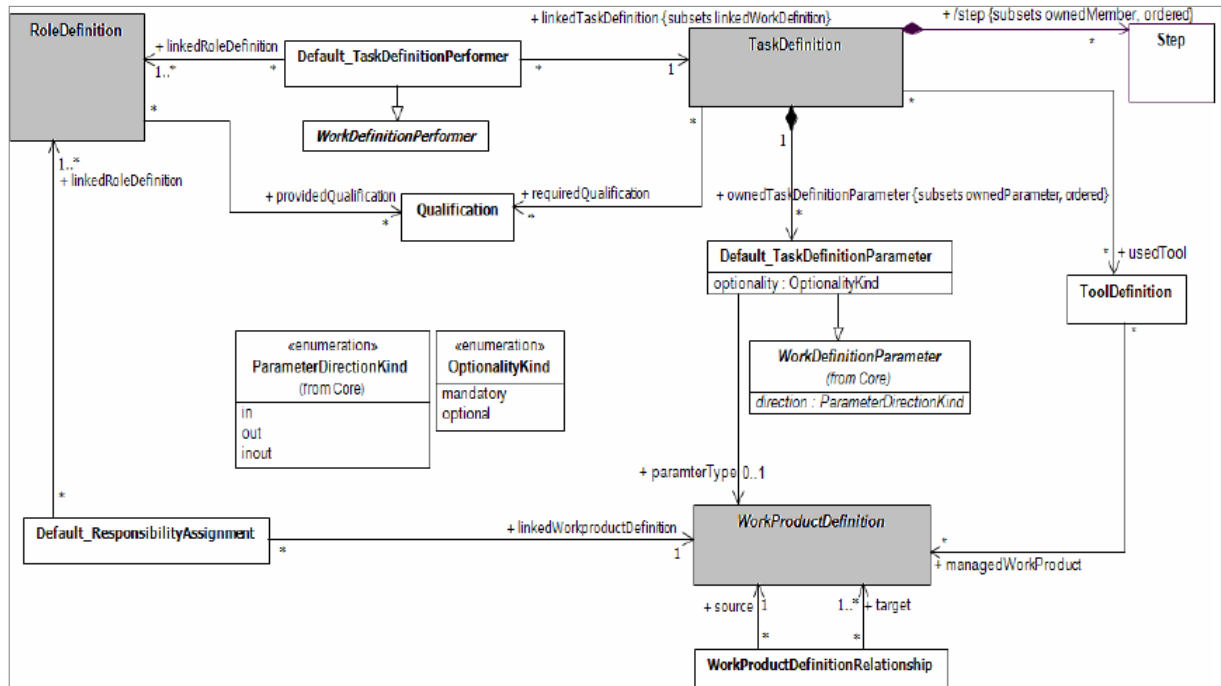 RoleDefinition
+ linkedRoleDefinition
1..*
*
Default_TaskDefinitionPerformer
*
+ linkedTaskDefinition {subsets linkedWorkDefinition}
1
TaskDefinition
+ /step {subsets ownedMember, ordered}
*
Step
WorkDefinitionPerformer
*
*
1
*
1..*
+ linkedRoleDefinition
+ providedQualification
*
Qualification
+ requiredQualification
*
+ ownedTaskDefinitionParameter {subsets ownedParameter, ordered}
*
Default_TaskDefinitionParameter
optionality : OptionalityKind
*
+ usedTool
ToolDefinition
*
«enumeration»
ParameterDirectionKind
(from Core)
in
out
inout
«enumeration»
OptionalityKind
mandatory
optional
WorkDefinitionParameter
(from Core)
direction : ParameterDirectionKind
+ paramterType
0..1
*
Default_ResponsibilityAssignment
*
+ linkedWorkproductDefinition
1
WorkProductDefinition
*
+ managedWorkProduct
+ source
1
1..*
+ target
*
*
WorkProductDefinitionRelationship